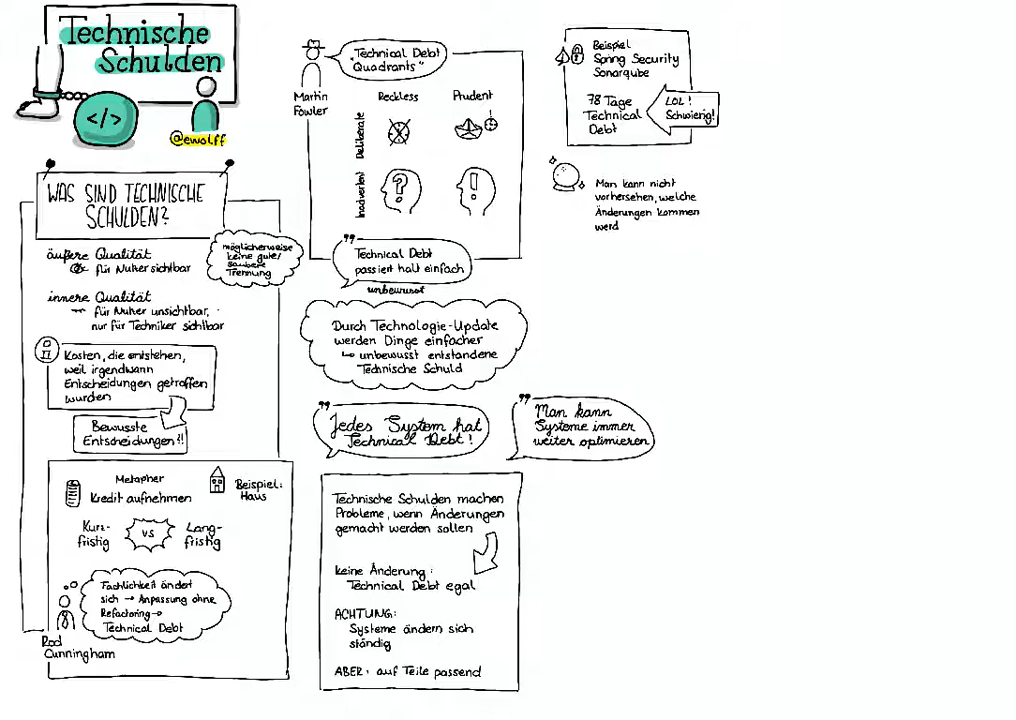 Technische
Schulden
</>
@ewolff
WAS SIND TECHNISCHE
SCHULDEN?
äußere Qualität
für Nutzer sichtbar
möglicherweise
keine gute/
saubere
Trennung
innere Qualität
für Nutzer unsichtbar,
nur für Techniker sichtbar
Kosten, die entstehen,
weil irgendwann
Entscheidungen getroffen
wurden
Bewusste
Entscheidungen?!
Metapher
Kredit aufnehmen
Beispiel:
Haus
Kurz-
fristig
vs
Lang-
fristig
Fachlichkeit ändert
sich → Anpassung ohne
Refactoring →
Technical Debt
Rod
Cunningham
"Technical Debt
Quadrants"
Martin
Fowler
Reckless
Prudent
Deliberate
Inadvertent
?
!
"Technical Debt
passiert halt einfach
unbewusst
Durch Technologie-Update
werden Dinge einfacher
↳ unbewusst entstandene
Technische Schuld
"Jedes System hat
Technical Debt!
"Man kann
Systeme immer
weiter optimieren
Technische Schulden machen
Probleme, wenn Änderungen
gemacht werden sollen
keine Änderung:
Technical Debt egal
ACHTUNG:
Systeme ändern sich
ständig
ABER: auf Teile passend
Beispiel
Spring Security
Sonarqube
78 Tage
Technical
Debt
LOL!
Schwierig!
Man kann nicht
vorhersehen, welche
Änderungen kommen
werd